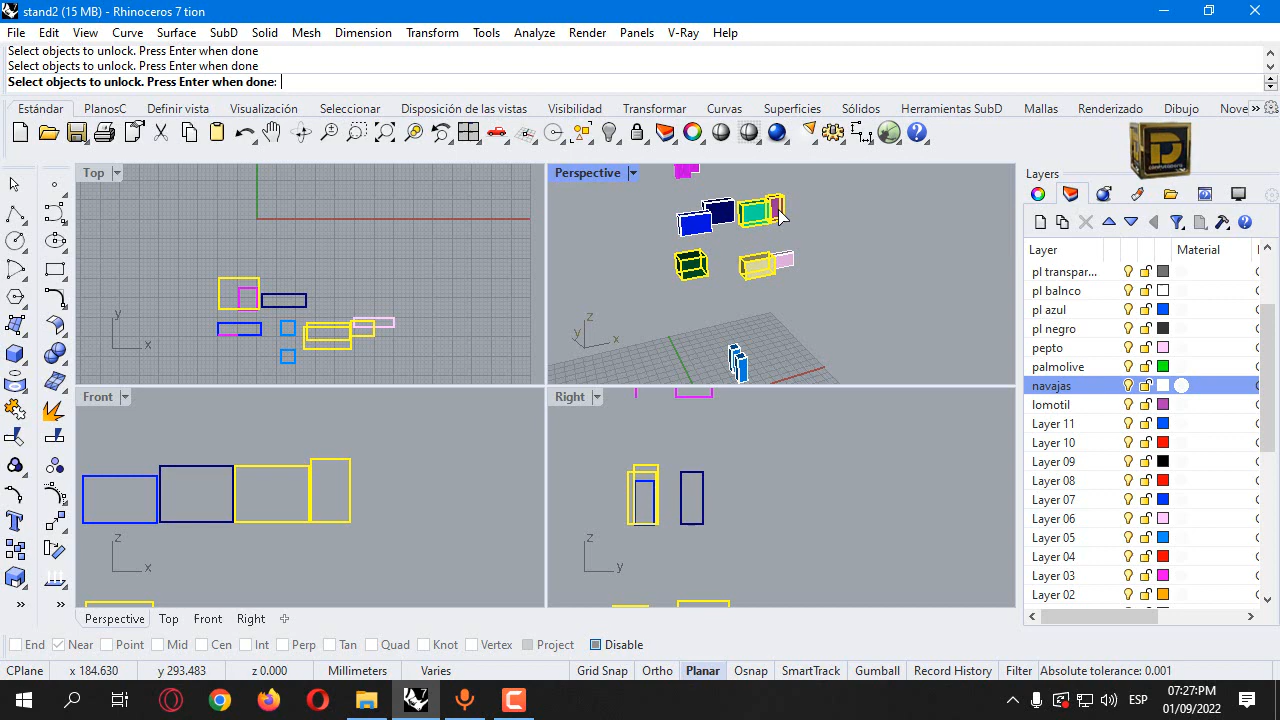 stand2 (15 MB) - Rhinoceros 7 tion
File Edit View Curve Surface SubD Solid Mesh Dimension Transform Tools Analyze Render Panels V-Ray Help
Select objects to unlock. Press Enter when done
Select objects to unlock. Press Enter when done
Select objects to unlock. Press Enter when done:
Estándar PlanosC Definir vista Visualización Seleccionar Disposición de las vistas Visibilidad Transformar Curvas Superficies Sólidos Herramientas SubD Mallas Renderizado Dibujo Nove »
Top
Perspective
Front
Right
y
x
z
y
x
z
x
z
y
Layers
Layer Material
pl transpar...
pl balnco
pl azul
pl negro
pepto
palmolive
navajas
lomotil
Layer 11
Layer 10
Layer 09
Layer 08
Layer 07
Layer 06
Layer 05
Layer 04
Layer 03
Layer 02
Perspective Top Front Right
End Near Point Mid Cen Int Perp Tan Quad Knot Vertex Project Disable
CPlane x 184.630 y 293.483 z 0.000 Millimeters Varies Grid Snap Ortho Planar Osnap SmartTrack Gumball Record History Filter Absolute tolerance: 0.001
ESP
07:27:PM
01/09/2022